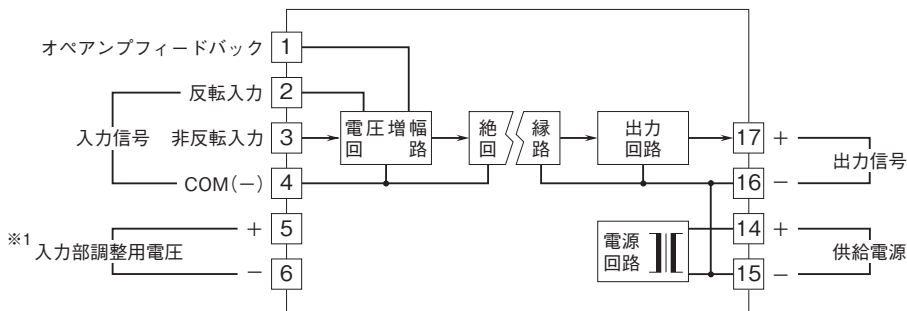 オペアンプフィードバック 1
反転入力 2
入力信号
非反転入力 3
COM(−) 4
※1
入力部調整用電圧
+ 5
− 6
電圧増幅
回路
絶縁
回路
出力
回路
電源
回路
17 +
16 −
出力信号
14 +
15 −
供給電源